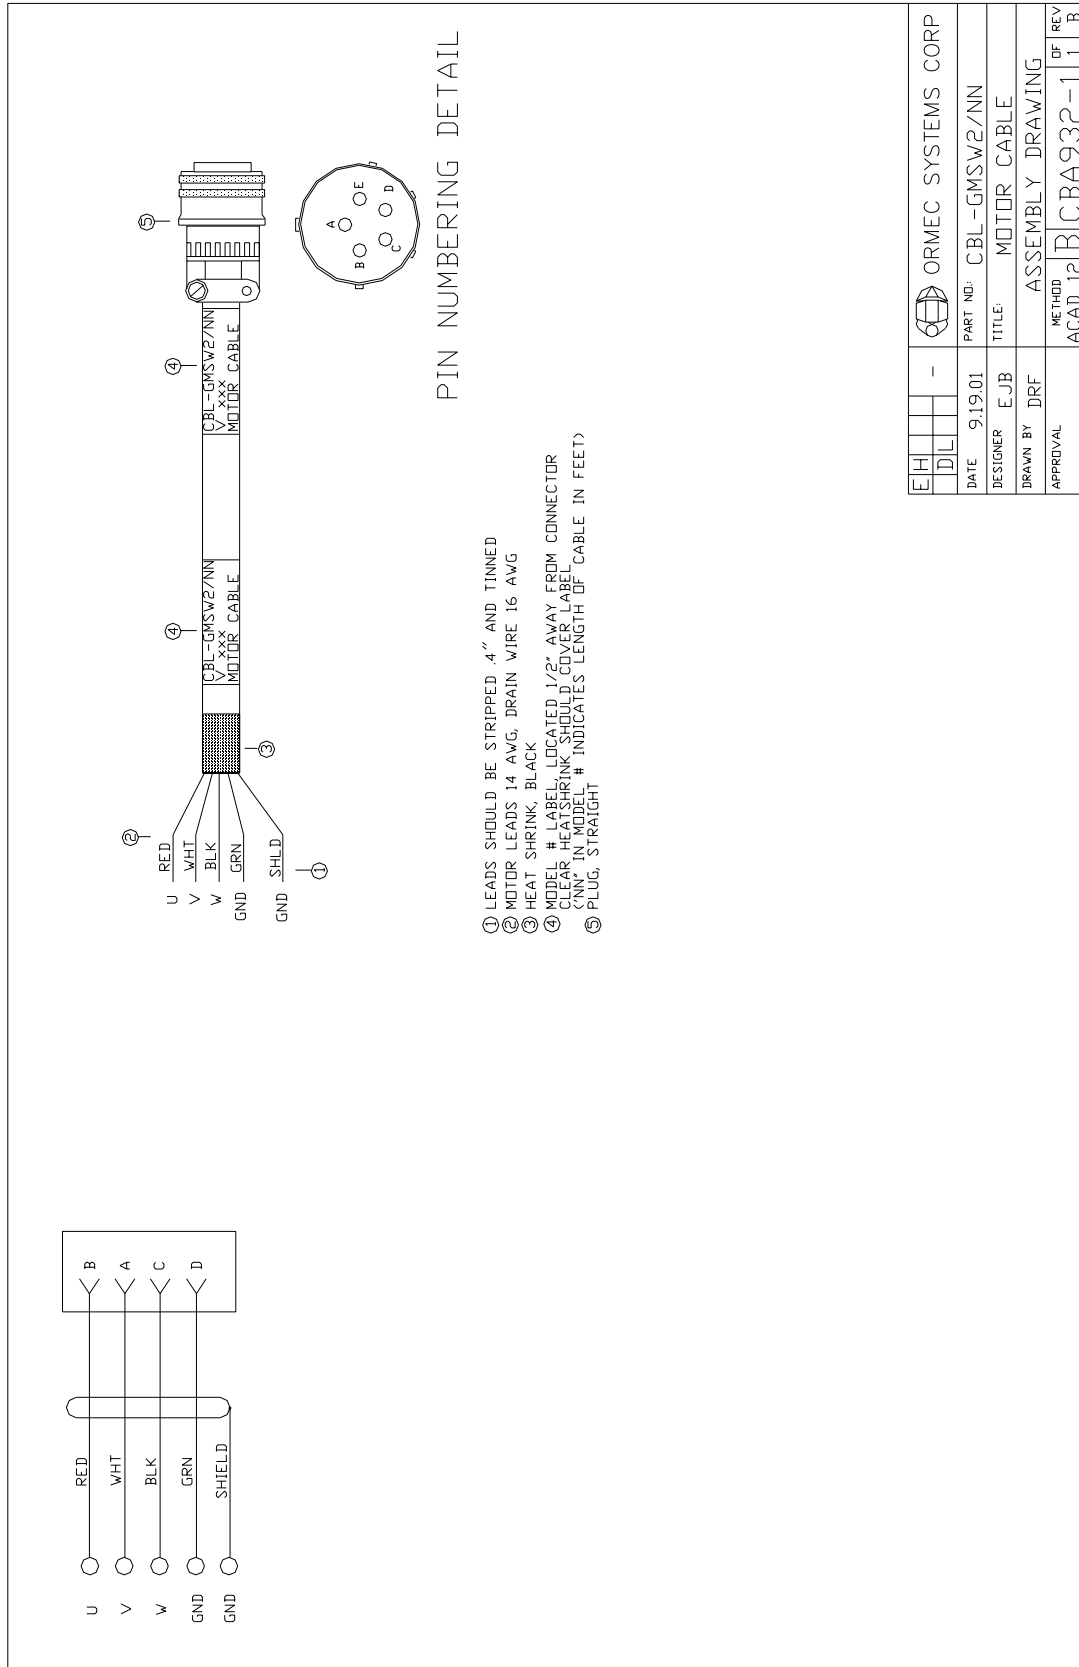 RED
WHT
BLK
GRN
SHIELD
U
V
W
GND
GND
B
A
C
D
2
RED
WHT
BLK
GRN
SHLD
U
V
W
GND
GND
1
3
4
CBL-GMSW2/NN
V XXX
MOTOR CABLE
4
CBL-GMSW2/NN
V XXX
MOTOR CABLE
5
A
B
C
D
E
PIN NUMBERING DETAIL
1 LEADS SHOULD BE STRIPPED .4" AND TINNED
2 MOTOR LEADS 14 AWG, DRAIN WIRE 16 AWG
3 HEAT SHRINK, BLACK
4 MODEL # LABEL, LOCATED 1/2" AWAY FROM CONNECTOR
CLEAR HEATSHRINK SHOULD COVER LABEL
("NN" IN MODEL # INDICATES LENGTH OF CABLE IN FEET)
5 PLUG, STRAIGHT
E H
D L -
ORMEC SYSTEMS CORP
DATE 9.19.01
PART NO.: CBL-GMSW2/NN
DESIGNER EJB
TITLE: MOTOR CABLE
DRAWN BY DRF
ASSEMBLY DRAWING
APPROVAL
METHOD ACAD 12
B CBA932-1
OF 1
REV B